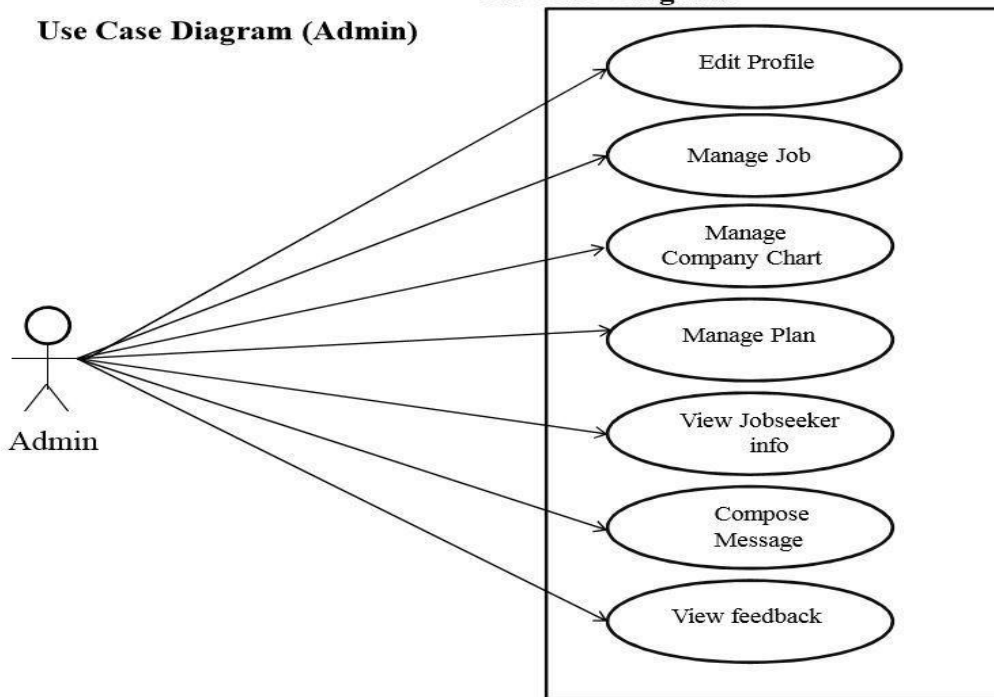 Use Case Diagram (Admin)
Edit Profile
Manage Job
Manage
Company Chart
Manage Plan
View Jobseeker
info
Compose
Message
View feedback
Admin